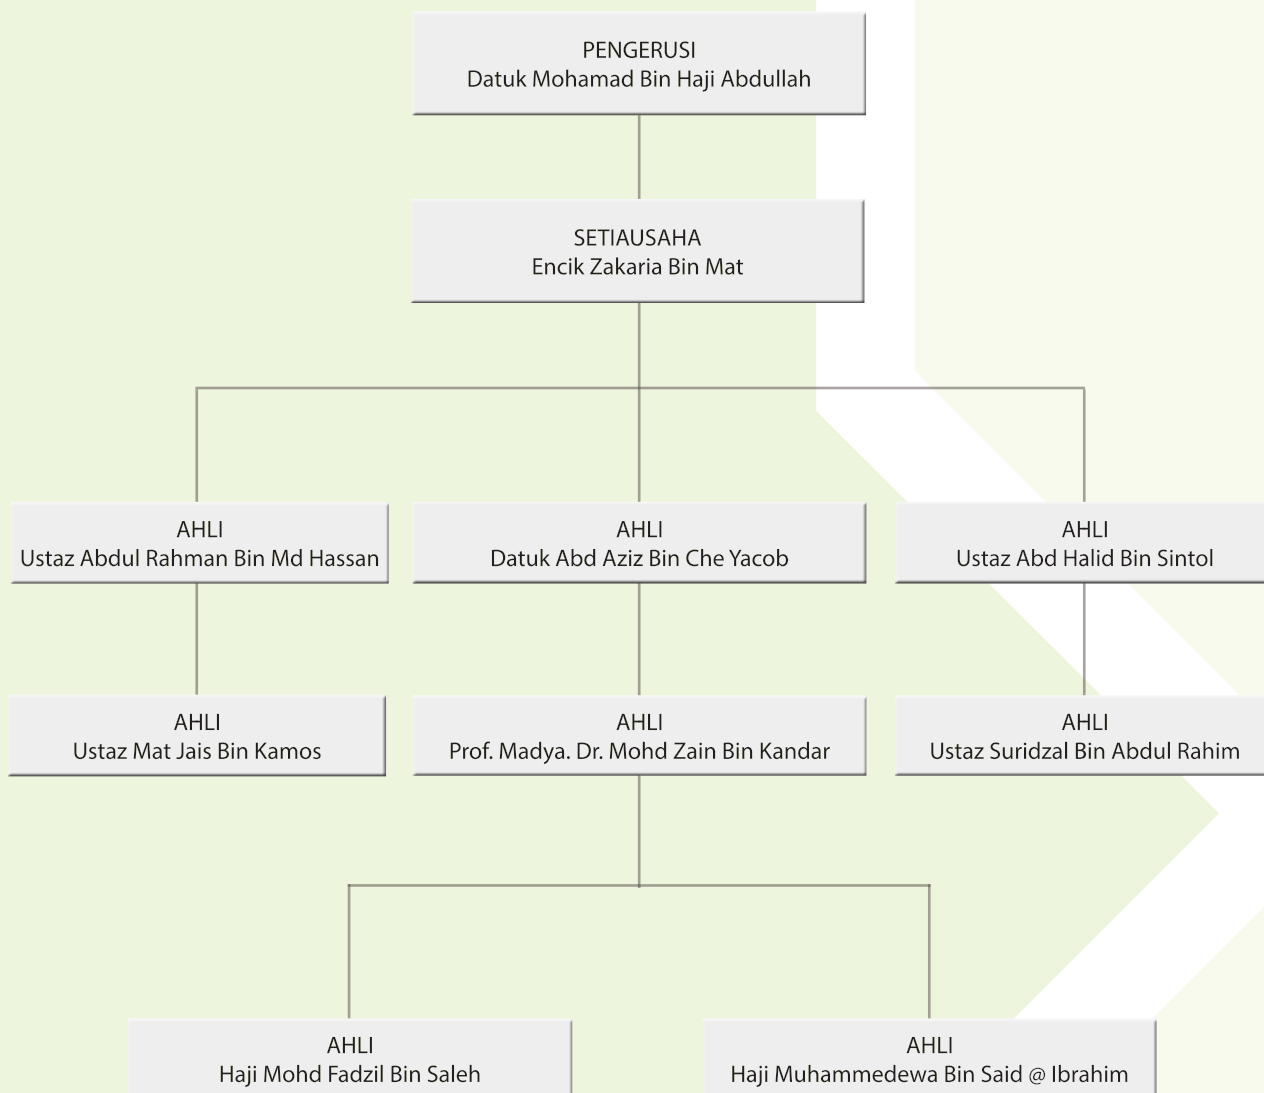 PENGERUSI
Datuk Mohamad Bin Haji Abdullah
SETIAUSAHA
Encik Zakaria Bin Mat
AHLI
Ustaz Abdul Rahman Bin Md Hassan
AHLI
Datuk Abd Aziz Bin Che Yacob
AHLI
Ustaz Abd Halid Bin Sintol
AHLI
Ustaz Mat Jais Bin Kamos
AHLI
Prof. Madya. Dr. Mohd Zain Bin Kandar
AHLI
Ustaz Suridzal Bin Abdul Rahim
AHLI
Haji Mohd Fadzil Bin Saleh
AHLI
Haji Muhammedewa Bin Said @ Ibrahim